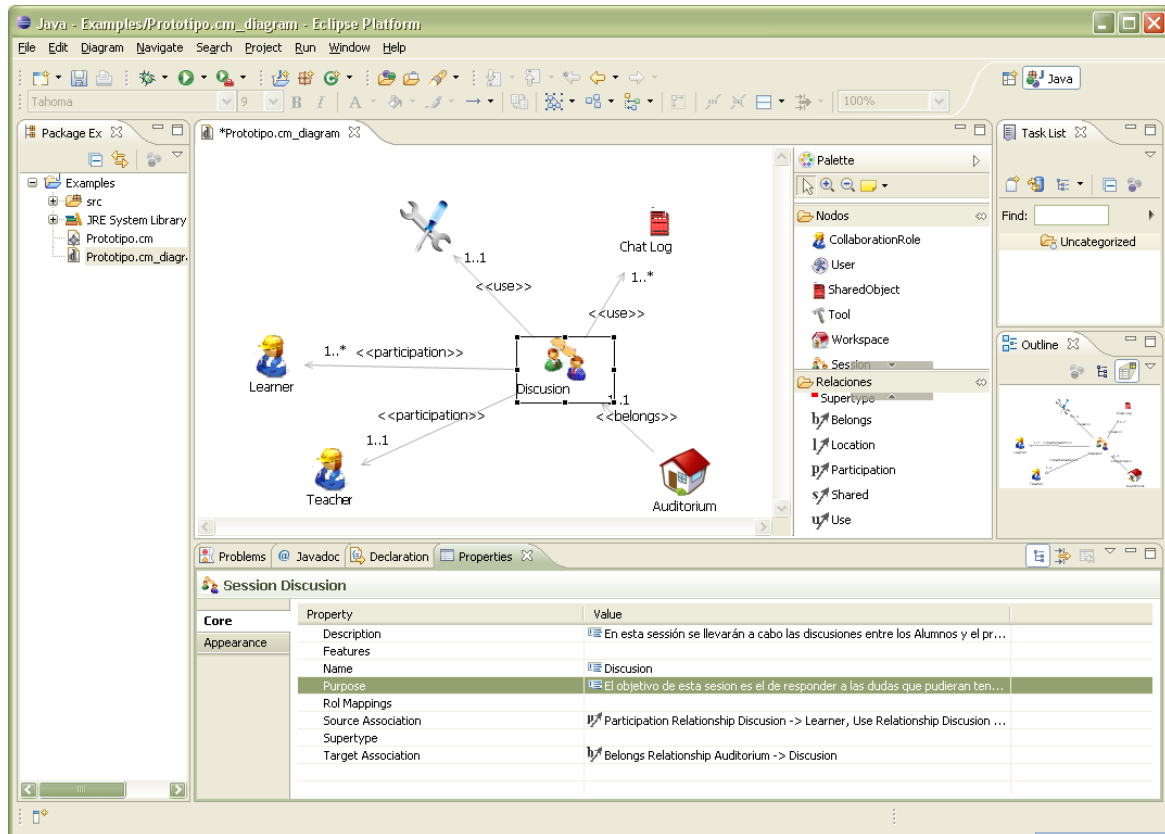 Java - Examples/Prototipo.cm_diagram - Eclipse Platform
File Edit Diagram Navigate Search Project Run Window Help
Java
Tahoma 9 B I A 100%
Package Ex
Examples
src
JRE System Library
Prototipo.cm
Prototipo.cm_diagr
*Prototipo.cm_diagram
Chat Log
1..1
1..*
<<use>>
<<use>>
1..* <<participation>>
Learner
Discusion
<<participation>>
1..1
<<belongs>>
1..1
Teacher
Auditorium
Palette
Nodos
CollaborationRole
User
SharedObject
Tool
Workspace
Session
Relaciones
Supertype
Belongs
Location
Participation
Shared
Use
Task List
Find:
Uncategorized
Outline
Problems @ Javadoc Declaration Properties
Session Discusion
Core
Appearance
Property Value
Description En esta sessión se llevarán a cabo las discusiones entre los Alumnos y el pr...
Features
Name Discusion
Purpose El objetivo de esta sesion es el de responder a las dudas que pudieran ten...
Rol Mappings
Source Association Participation Relationship Discusion -> Learner, Use Relationship Discusion ...
Supertype
Target Association Belongs Relationship Auditorium -> Discusion